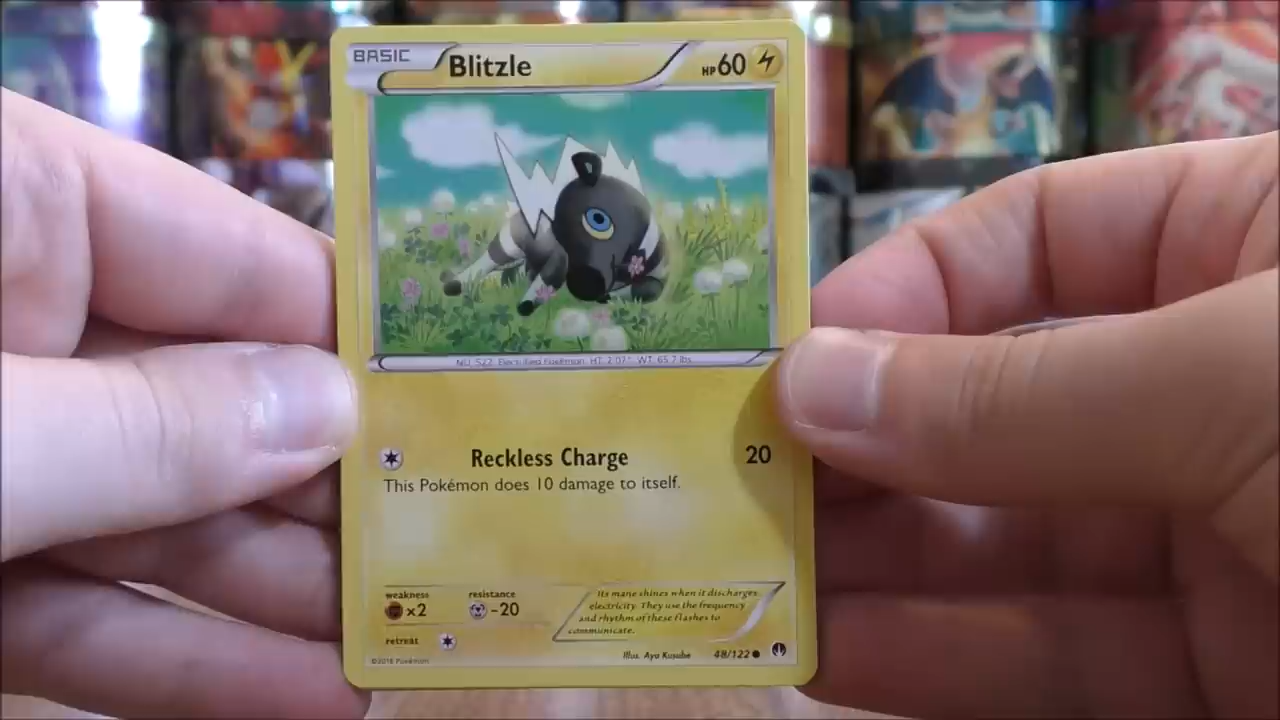 BASIC Blitzle HP60
NO. 522 Electrified Pokémon HT: 2'07" WT: 65.7 lbs
Reckless Charge 20
This Pokémon does 10 damage to itself.
weakness resistance
×2 -20
retreat
Its mane shines when it discharges
electricity. They use the frequency
and rhythm of these flashes to
communicate.
©2016 Pokémon Illus. Aya Kusube 48/122